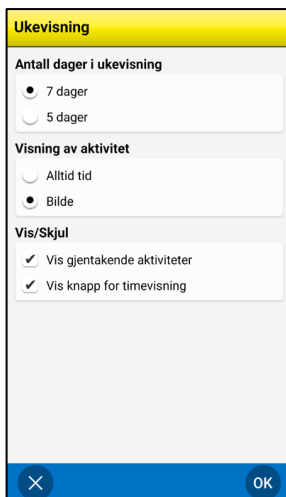 Ukevisning
Antall dager i ukevisning
7 dager
5 dager
Visning av aktivitet
Alltid tid
Bilde
Vis/Skjul
Vis gjentakende aktiviteter
Vis knapp for timevisning
OK